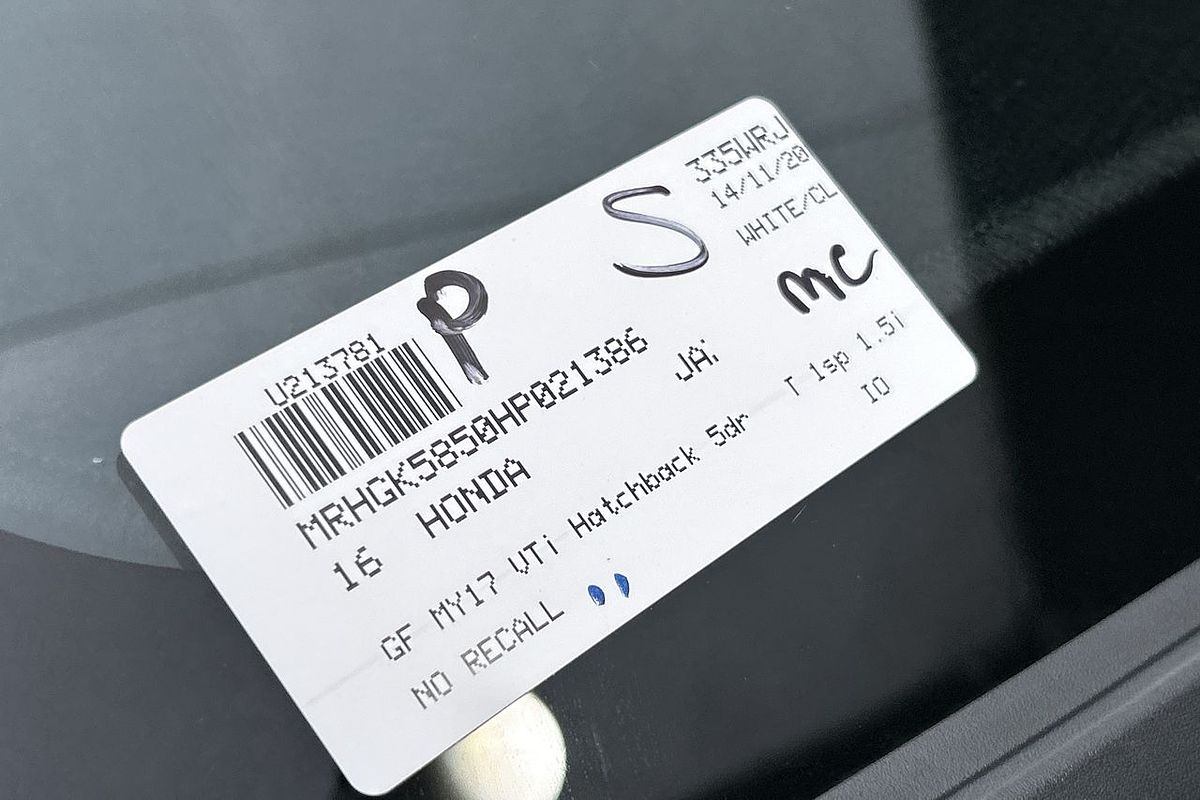 335WRJ
14/11/20
WHITE/CL
S
MC
P
U213781
MRHGK5850HP021386
16 HONDA JA
GF MY17 VTi Hatchback 5dr T 1sp 1.5i
NO RECALL IO